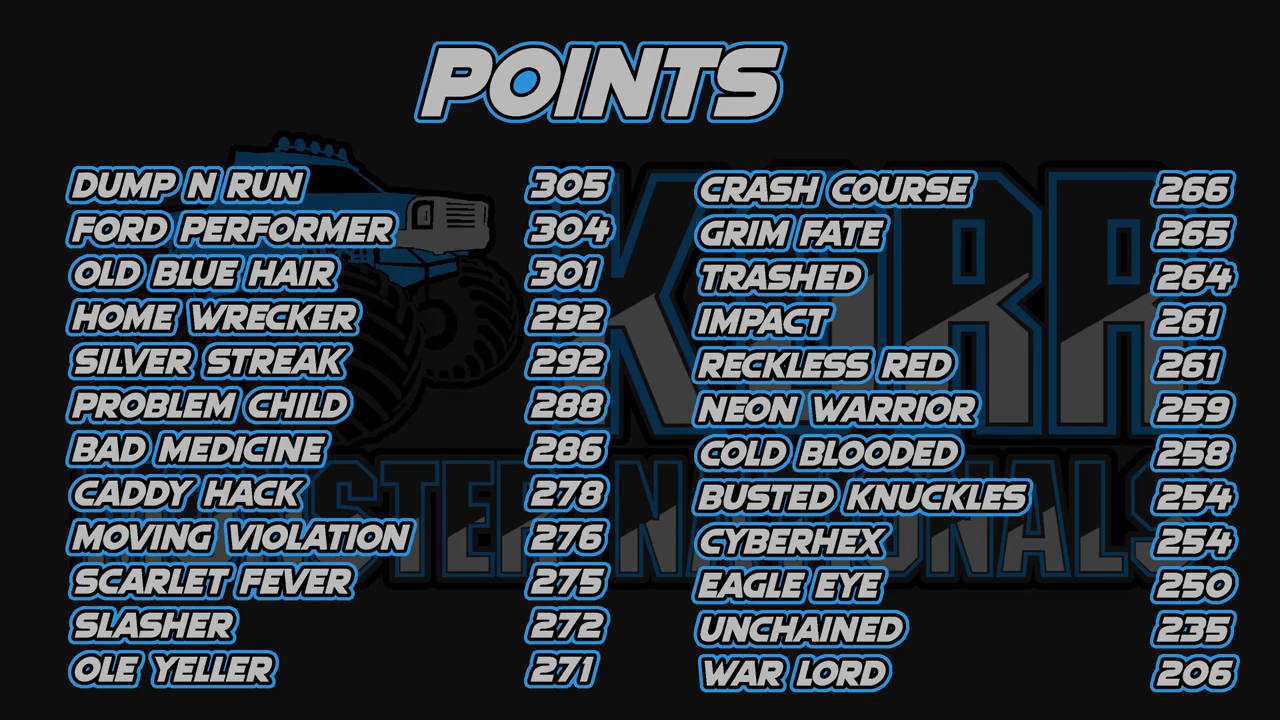 POINTS
DUMP N RUN 305
FORD PERFORMER 304
OLD BLUE HAIR 301
HOME WRECKER 292
SILVER STREAK 292
PROBLEM CHILD 288
BAD MEDICINE 286
CADDY HACK 278
MOVING VIOLATION 276
SCARLET FEVER 275
SLASHER 272
OLE YELLER 271
CRASH COURSE 266
GRIM FATE 265
TRASHED 264
IMPACT 261
RECKLESS RED 261
NEON WARRIOR 259
COLD BLOODED 258
BUSTED KNUCKLES 254
CYBERHEX 254
EAGLE EYE 250
UNCHAINED 235
WAR LORD 206